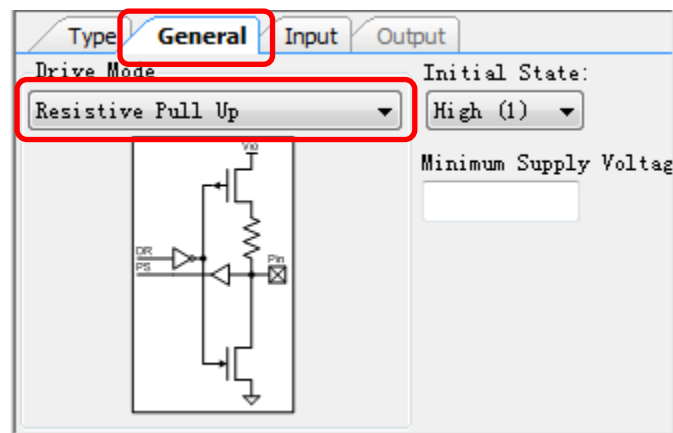 Type General Input Output
Drive Mode
Resistive Pull Up
Initial State:
High (1)
Minimum Supply Voltag
Vio
DR
PS
Pin